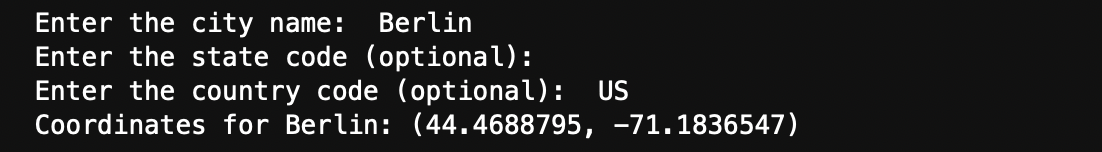 Enter the city name:  Berlin
Enter the state code (optional):
Enter the country code (optional):  US
Coordinates for Berlin: (44.4688795, -71.1836547)